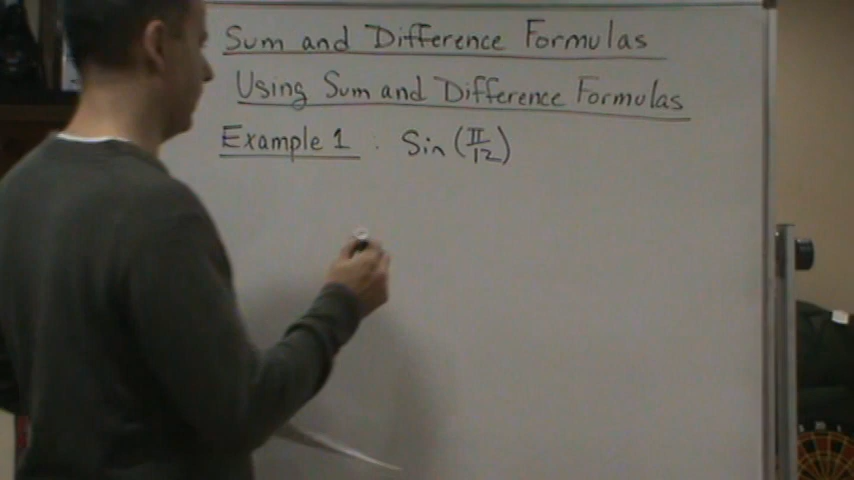 Sum and Difference Formulas
Using Sum and Difference Formulas
Example 1 : Sin (π/12)